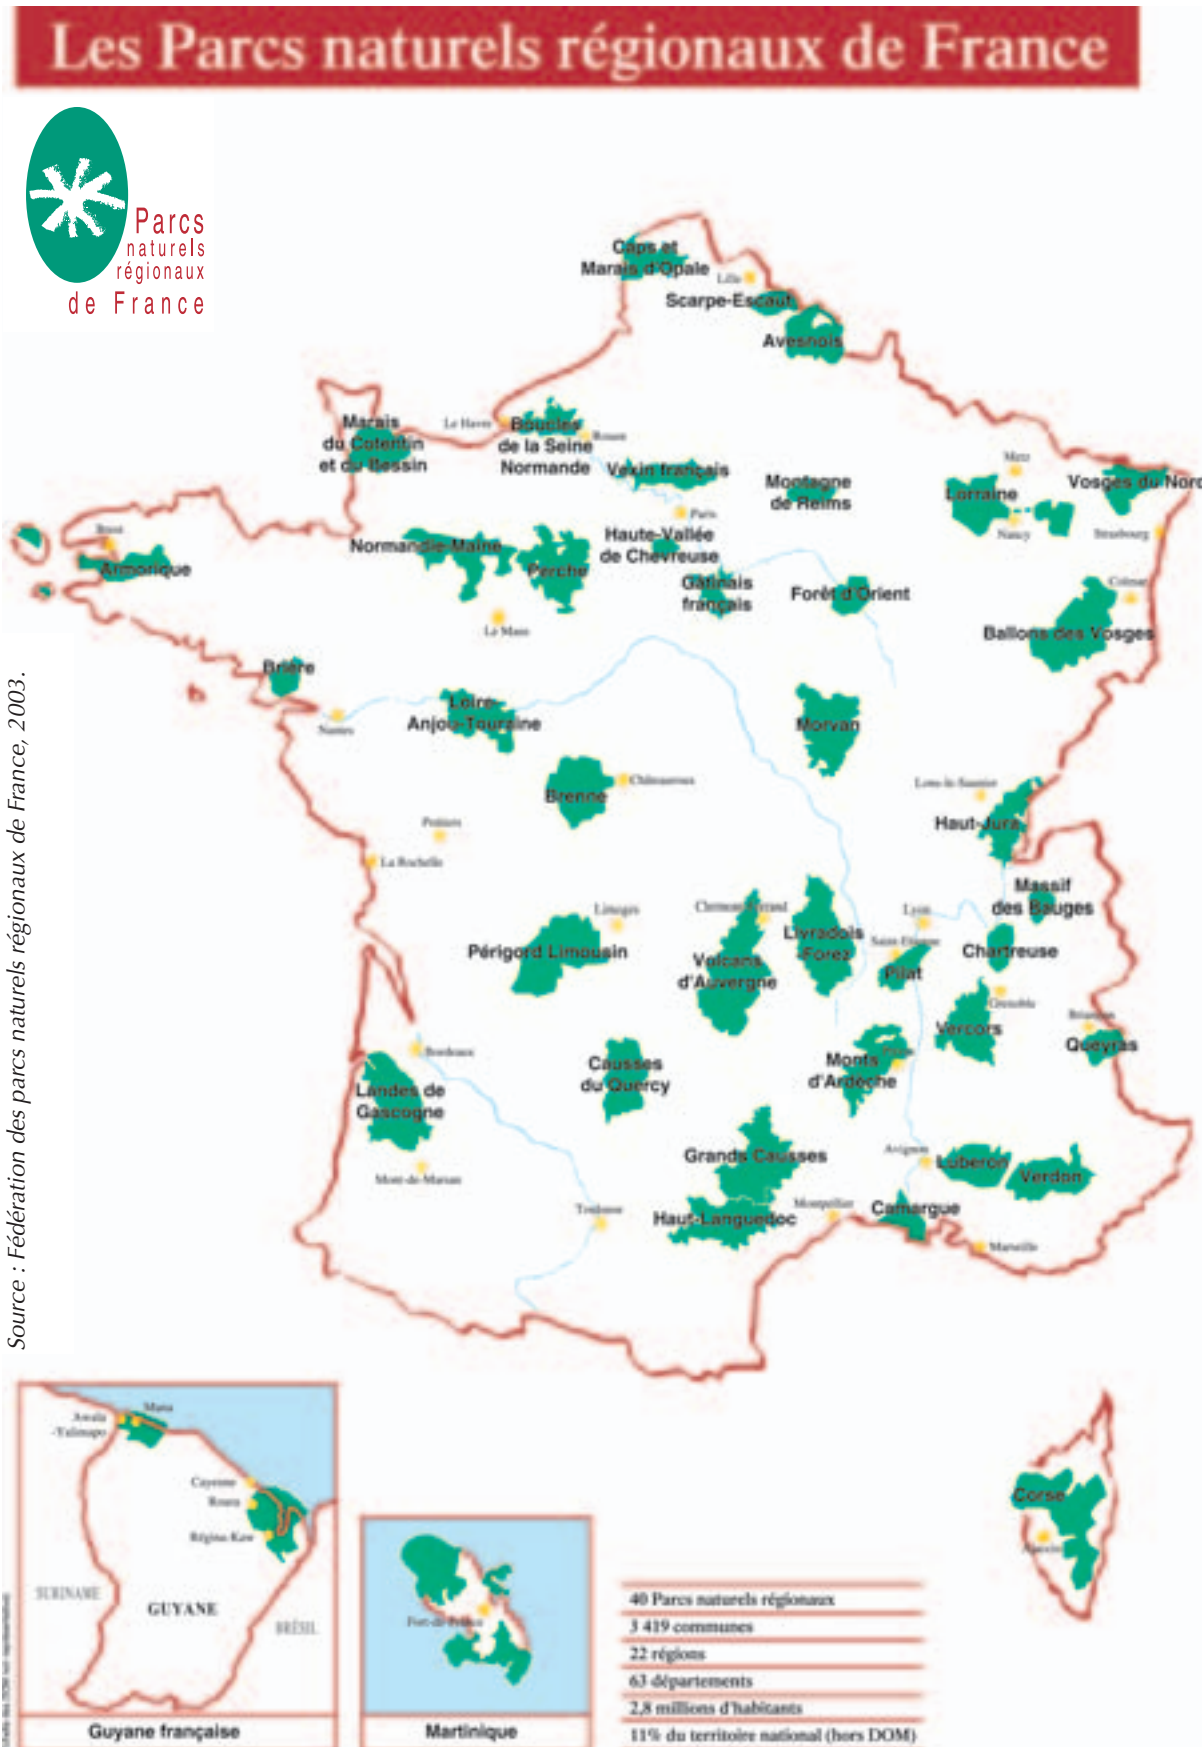 Les Parcs naturels régionaux de France
Parcs
naturels
régionaux
de France
Caps et
Marais d'Opale
Lille
Scarpe-Escaut
Avesnois
Marais
du Cotentin
et du Bessin
Le Havre
Boucles
de la Seine
Normande
Rouen
Vexin français
Montagne
de Reims
Metz
Lorraine
Vosges du Nord
Paris
Nancy
Strasbourg
Brest
Armorique
Normandie-Maine
Perche
Haute-Vallée
de Chevreuse
Gâtinais
français
Forêt d'Orient
Colmar
Ballons des Vosges
Le Mans
Brière
Nantes
Loire-
Anjou-Touraine
Morvan
Brenne
Châteauroux
Lons-le-Saunier
Haut-Jura
Poitiers
La Rochelle
Massif
des Bauges
Limoges
Clermont-Ferrand
Livradois
Forez
Lyon
Saint-Etienne
Pilat
Chartreuse
Périgord Limousin
Volcans
d'Auvergne
Grenoble
Vercors
Briançon
Queyras
Bordeaux
Landes de
Gascogne
Causses
du Quercy
Monts
d'Ardèche
Mont-de-Marsan
Grands Causses
Avignon
Luberon
Verdon
Toulouse
Haut-Languedoc
Montpellier
Camargue
Marseille
Source : Fédération des parcs naturels régionaux de France, 2003.
Awala
-Yalimapo
Mana
Cayenne
Roura
Régina-Kaw
SURINAME
GUYANE
BRÉSIL
Guyane française
Fort-de-France
Martinique
Corse
Ajaccio
40 Parcs naturels régionaux
3 419 communes
22 régions
63 départements
2,8 millions d'habitants
11% du territoire national (hors DOM)